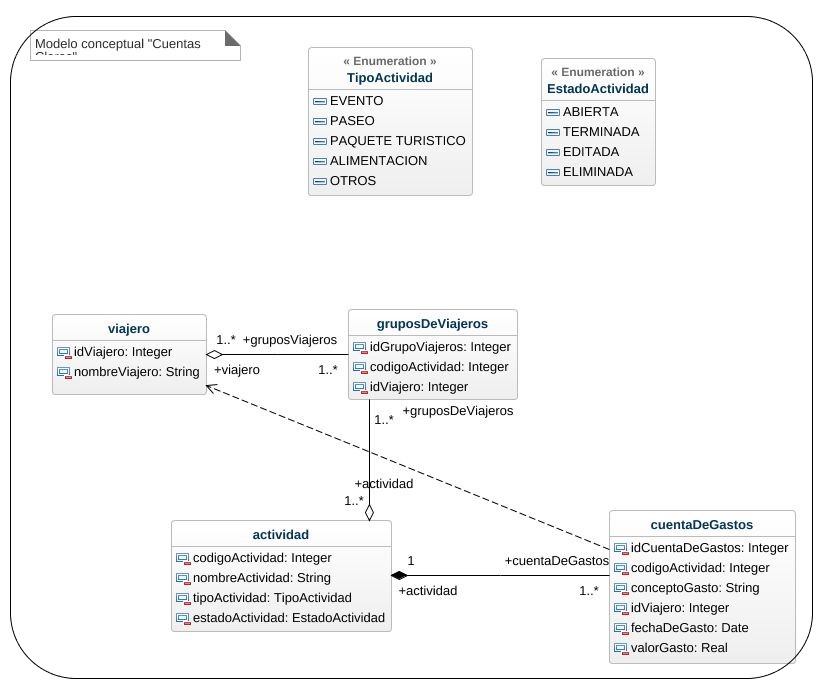 Modelo conceptual "Cuentas
Claras"
« Enumeration »
TipoActividad
EVENTO
PASEO
PAQUETE TURISTICO
ALIMENTACION
OTROS
« Enumeration »
EstadoActividad
ABIERTA
TERMINADA
EDITADA
ELIMINADA
viajero
idViajero: Integer
nombreViajero: String
1..* +gruposViajeros
+viajero 1..*
gruposDeViajeros
idGrupoViajeros: Integer
codigoActividad: Integer
idViajero: Integer
+gruposDeViajeros
1..*
+actividad
1..*
actividad
codigoActividad: Integer
nombreActividad: String
tipoActividad: TipoActividad
estadoActividad: EstadoActividad
1 +cuentaDeGastos
+actividad 1..*
cuentaDeGastos
idCuentaDeGastos: Integer
codigoActividad: Integer
conceptoGasto: String
idViajero: Integer
fechaDeGasto: Date
valorGasto: Real